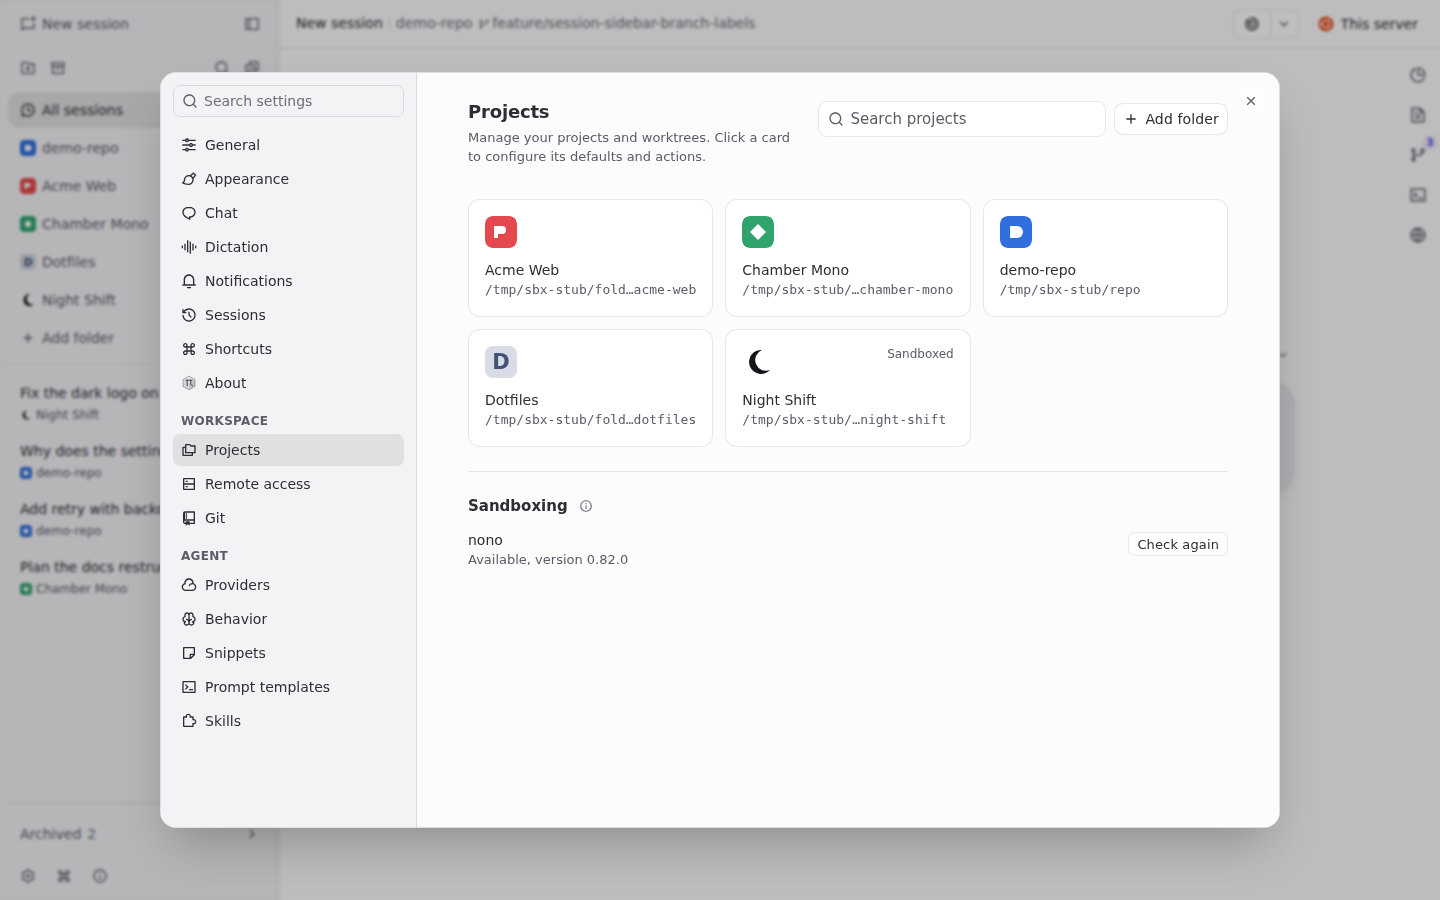 New session
New session demo-repo feature/session-sidebar-branch-labels
This server
All sessions
demo-repo
Acme Web
Chamber Mono
Dotfiles
Night Shift
Add folder
Fix the dark logo on
Night Shift
Why does the settin
demo-repo
Add retry with backo
demo-repo
Plan the docs restru
Chamber Mono
Archived 2
3
Search settings
General
Appearance
Chat
Dictation
Notifications
Sessions
Shortcuts
About
WORKSPACE
Projects
Remote access
Git
AGENT
Providers
Behavior
Snippets
Prompt templates
Skills
Projects
Manage your projects and worktrees. Click a card
to configure its defaults and actions.
Search projects
Add folder
Acme Web
/tmp/sbx-stub/fold…acme-web
Chamber Mono
/tmp/sbx-stub/…chamber-mono
demo-repo
/tmp/sbx-stub/repo
D
Dotfiles
/tmp/sbx-stub/fold…dotfiles
Sandboxed
Night Shift
/tmp/sbx-stub/…night-shift
Sandboxing
nono
Available, version 0.82.0
Check again